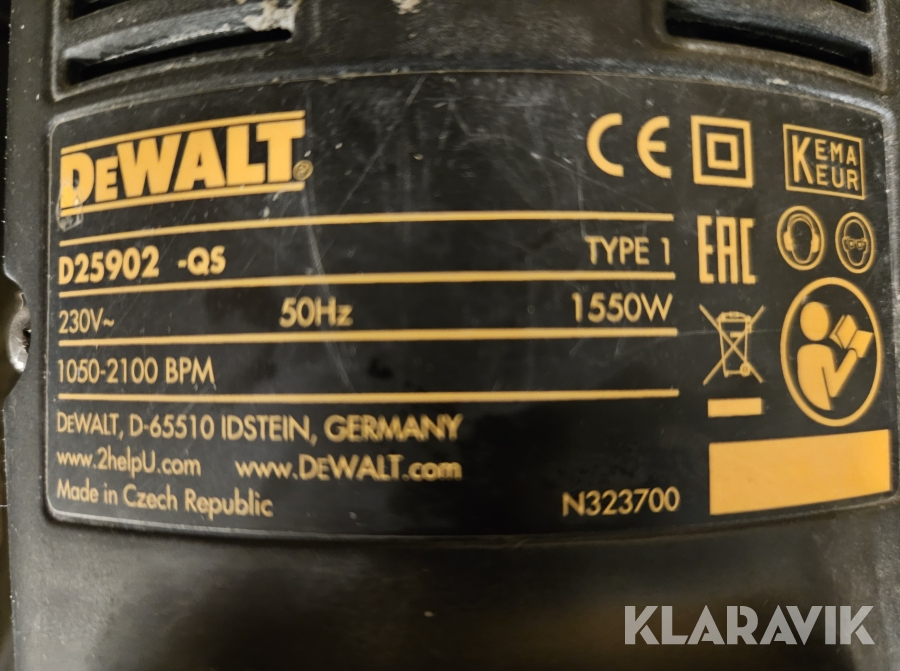 DEWALT®
CE
KEMA
KEUR
D25902 -QS
TYPE 1
EAC
230V~ 50Hz 1550W
1050-2100 BPM
DEWALT, D-65510 IDSTEIN, GERMANY
www.2helpU.com www.DEWALT.com
Made in Czech Republic
N323700
KLARAVIK